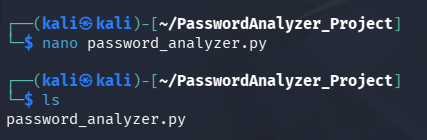 ┌──(kali㉿kali)-[~/PasswordAnalyzer_Project]
└─$ nano password_analyzer.py
┌──(kali㉿kali)-[~/PasswordAnalyzer_Project]
└─$ ls
password_analyzer.py